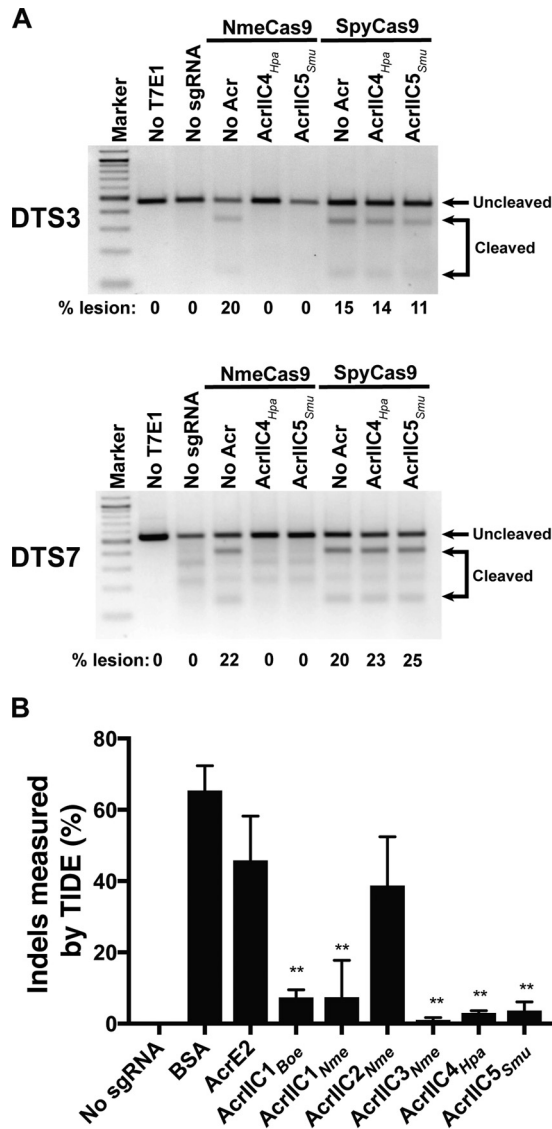 A
NmeCas9 SpyCas9
Marker
No T7E1
No sgRNA
No Acr
AcrIIC4Hpa
AcrIIC5Smu
No Acr
AcrIIC4Hpa
AcrIIC5Smu
DTS3
Uncleaved
Cleaved
% lesion: 0 0 20 0 0 15 14 11
NmeCas9 SpyCas9
Marker
No T7E1
No sgRNA
No Acr
AcrIIC4Hpa
AcrIIC5Smu
No Acr
AcrIIC4Hpa
AcrIIC5Smu
DTS7
Uncleaved
Cleaved
% lesion: 0 0 22 0 0 20 23 25
B
Indels measured
by TIDE (%)
80
60
40
20
0
** ** ** ** **
No sgRNA
BSA
AcrE2
AcrIIC1Boe
AcrIIC1Nme
AcrIIC2Nme
AcrIIC3Nme
AcrIIC4Hpa
AcrIIC5Smu